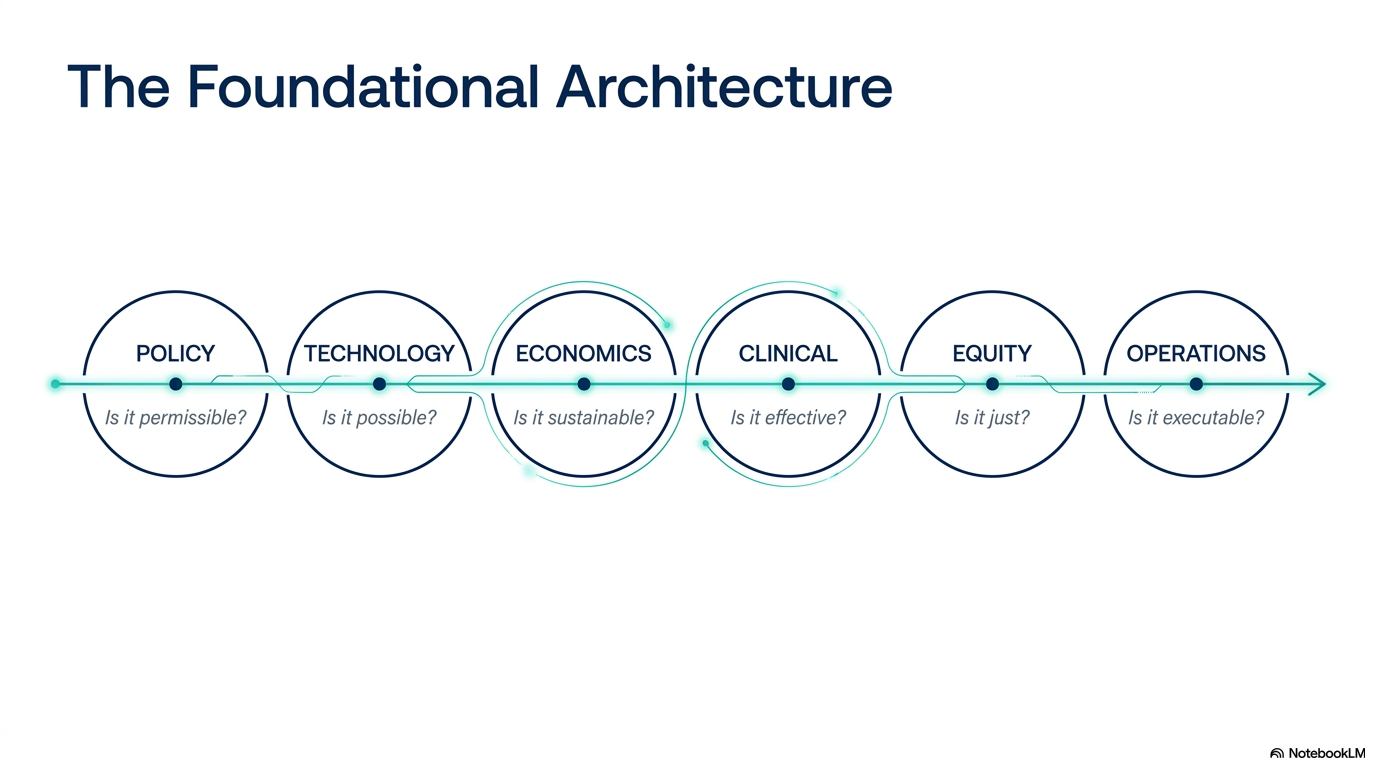 The Foundational Architecture
POLICY
Is it permissible?
TECHNOLOGY
Is it possible?
ECONOMICS
Is it sustainable?
CLINICAL
Is it effective?
EQUITY
Is it just?
OPERATIONS
Is it executable?
NotebookLM